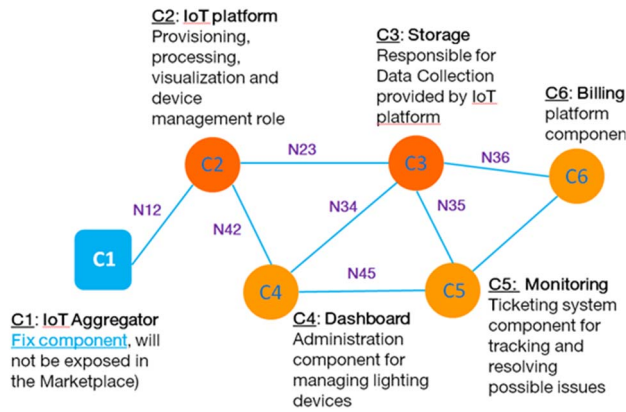 C2: IoT platform
Provisioning,
processing,
visualization and
device
management role
C3: Storage
Responsible for
Data Collection
provided by IoT
platform
C6: Billing
platform
componen
N23
N36
C2
C3
C6
N12
N42
N34
N35
C1
N45
C4
C5
C1: IoT Aggregator
Fix component, will
not be exposed in
the Marketplace)
C4: Dashboard
Administration
component for
managing lighting
devices
C5: Monitoring
Ticketing system
component for
tracking and
resolving
possible issues